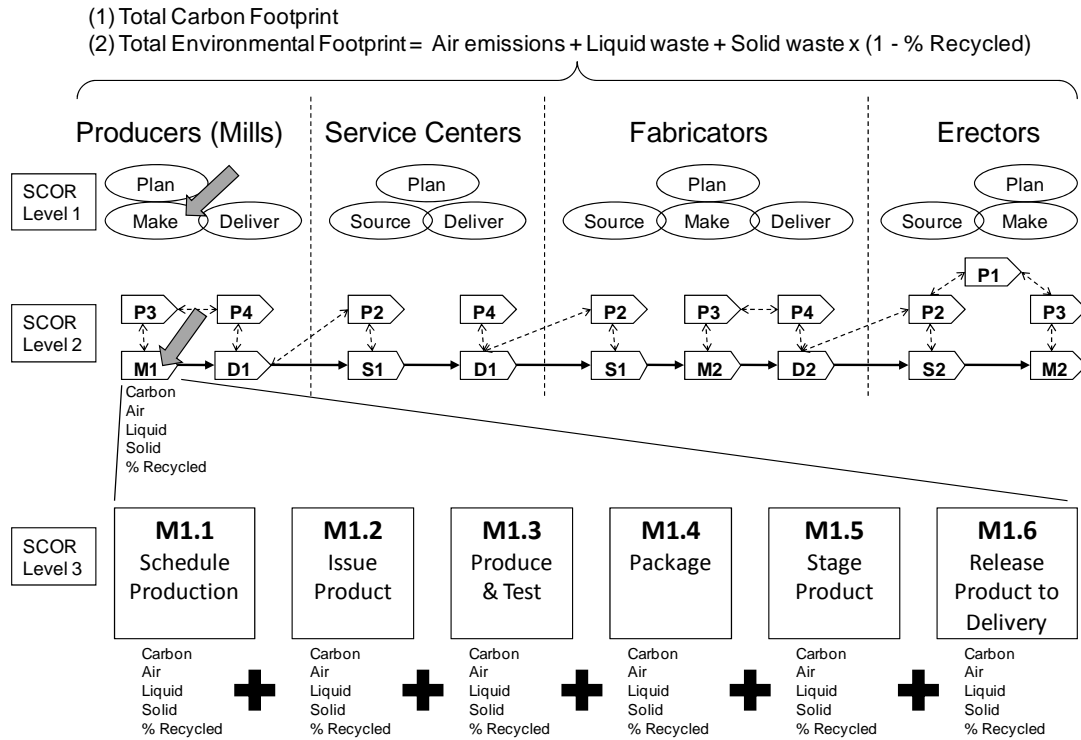 (1) Total Carbon Footprint
(2) Total Environmental Footprint = Air emissions + Liquid waste + Solid waste x (1 - % Recycled)
Producers (Mills)
Service Centers
Fabricators
Erectors
SCOR
Level 1
Plan
Make
Deliver
Plan
Source
Deliver
Plan
Source
Make
Deliver
Plan
Source
Make
SCOR
Level 2
P1
P3
P4
P2
P4
P2
P3
P4
P2
P3
M1
D1
S1
D1
S1
M2
D2
S2
M2
Carbon
Air
Liquid
Solid
% Recycled
SCOR
Level 3
M1.1
Schedule
Production
M1.2
Issue
Product
M1.3
Produce
& Test
M1.4
Package
M1.5
Stage
Product
M1.6
Release
Product to
Delivery
Carbon
Air
Liquid
Solid
% Recycled
Carbon
Air
Liquid
Solid
% Recycled
Carbon
Air
Liquid
Solid
% Recycled
Carbon
Air
Liquid
Solid
% Recycled
Carbon
Air
Liquid
Solid
% Recycled
Carbon
Air
Liquid
Solid
% Recycled